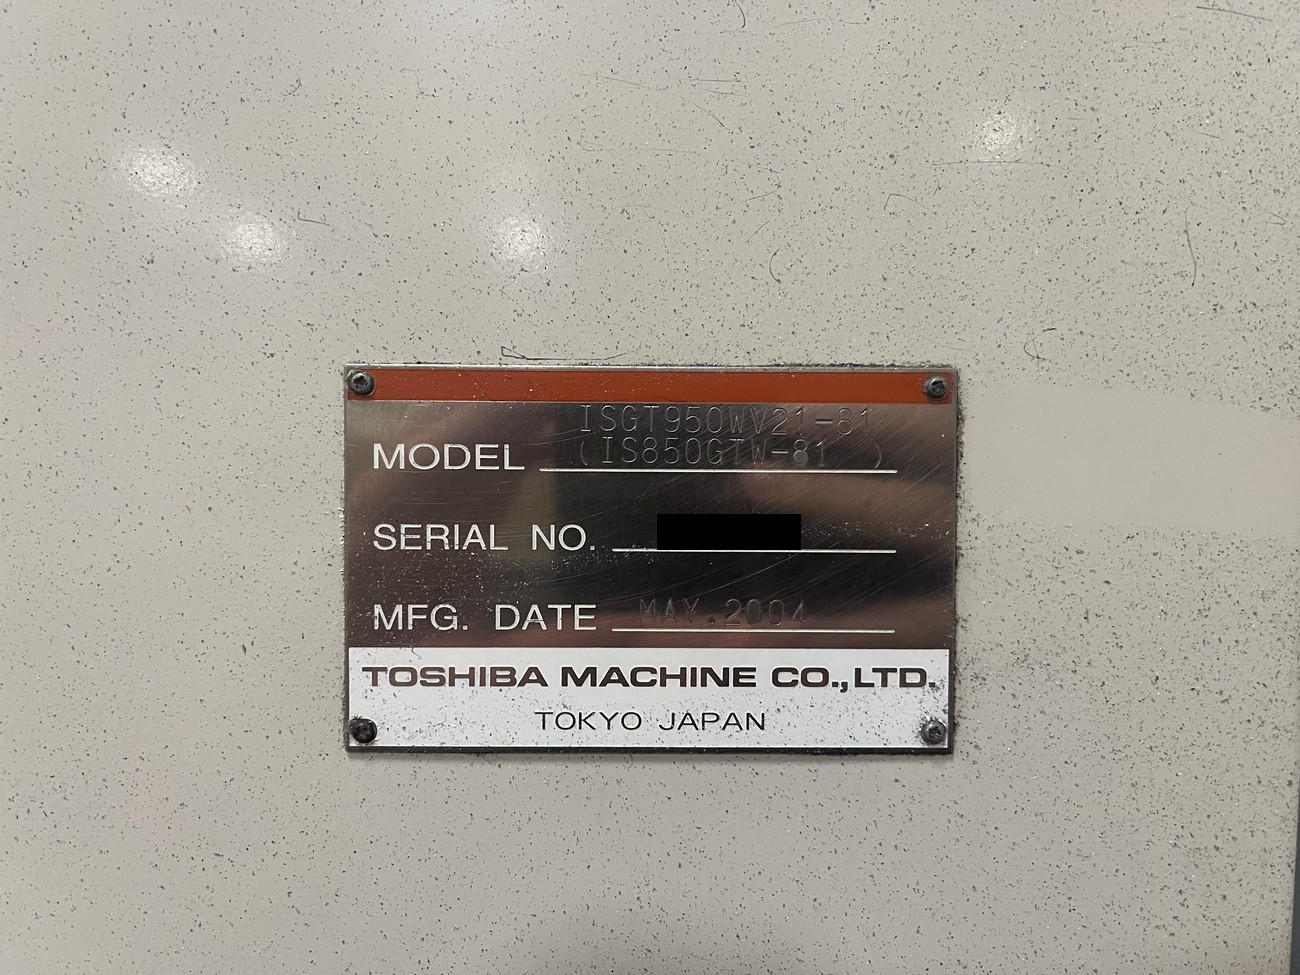 ISGT950WV21-81
MODEL (IS850GTW-81 )
SERIAL NO.
MFG. DATE MAY.2004
TOSHIBA MACHINE CO.,LTD.
TOKYO JAPAN